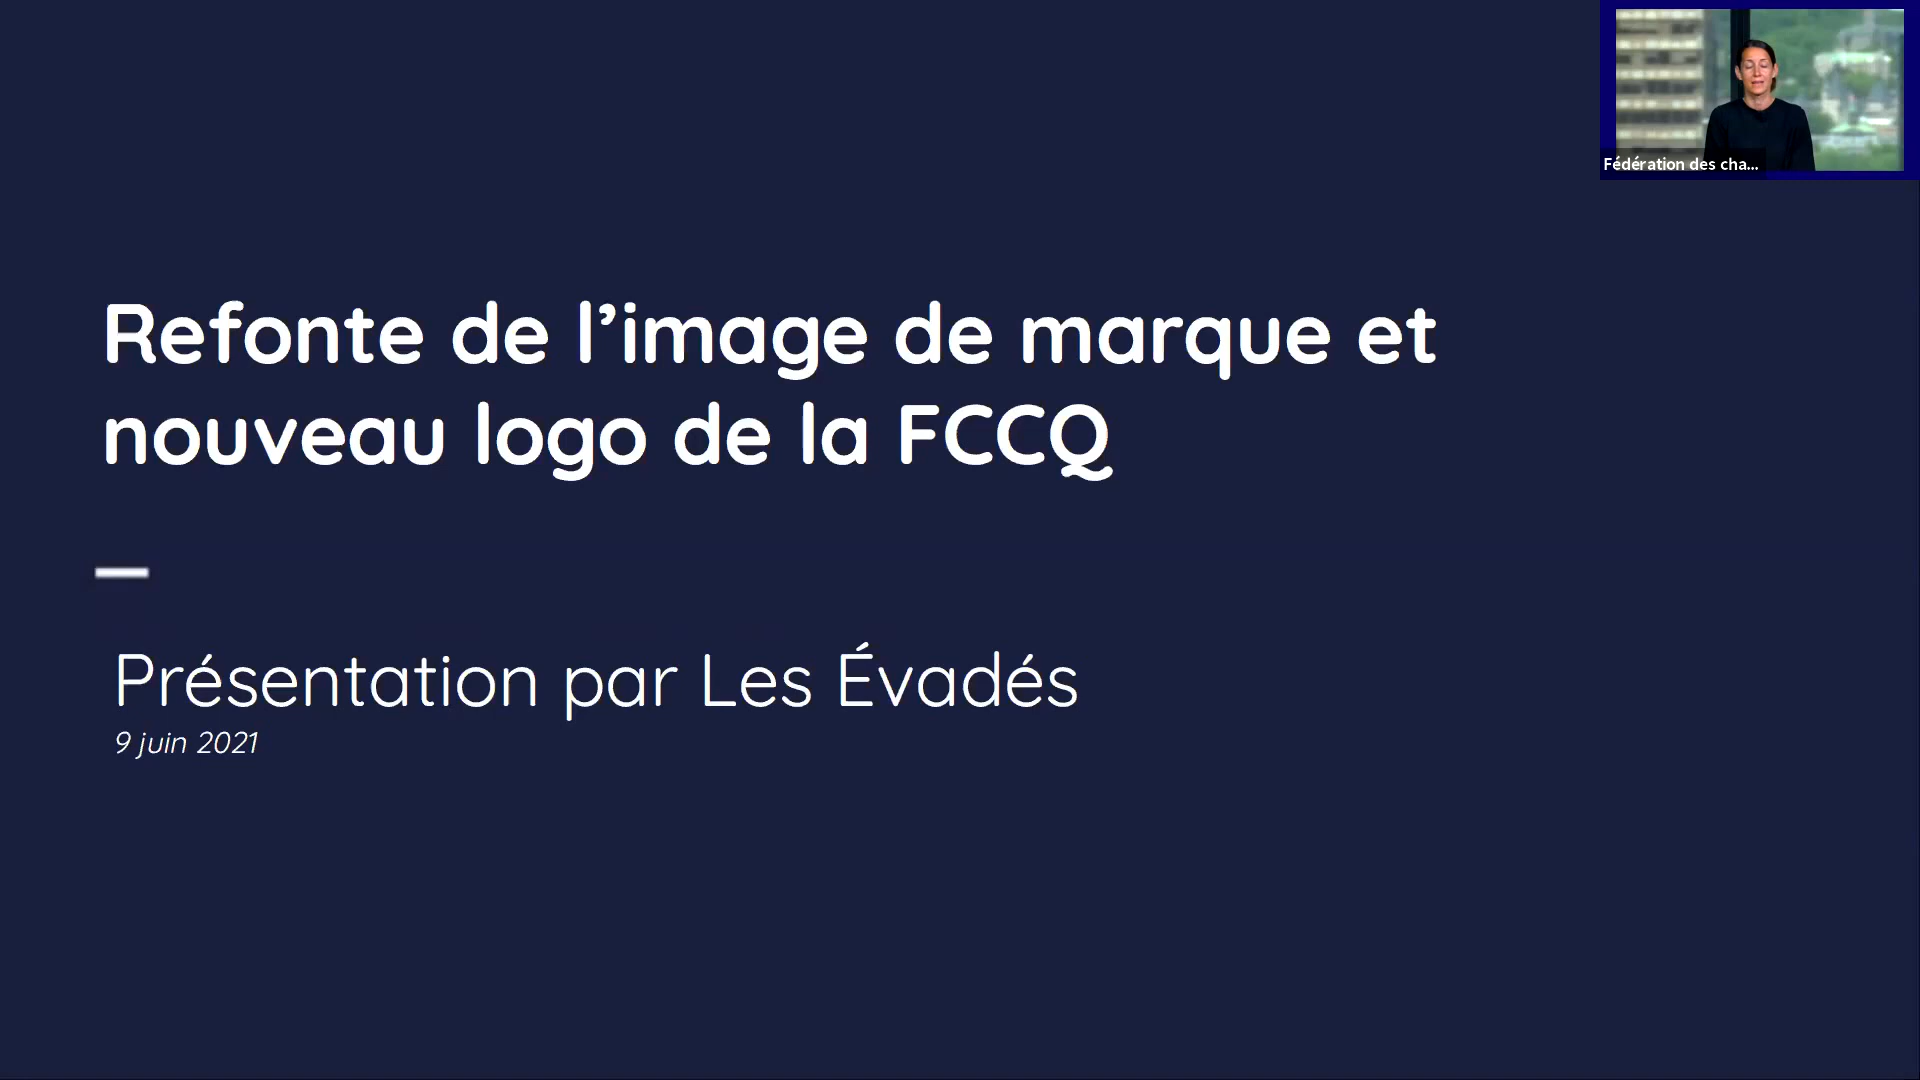 Fédération des cha...
Refonte de l’image de marque et
nouveau logo de la FCCQ
Présentation par Les Évadés
9 juin 2021